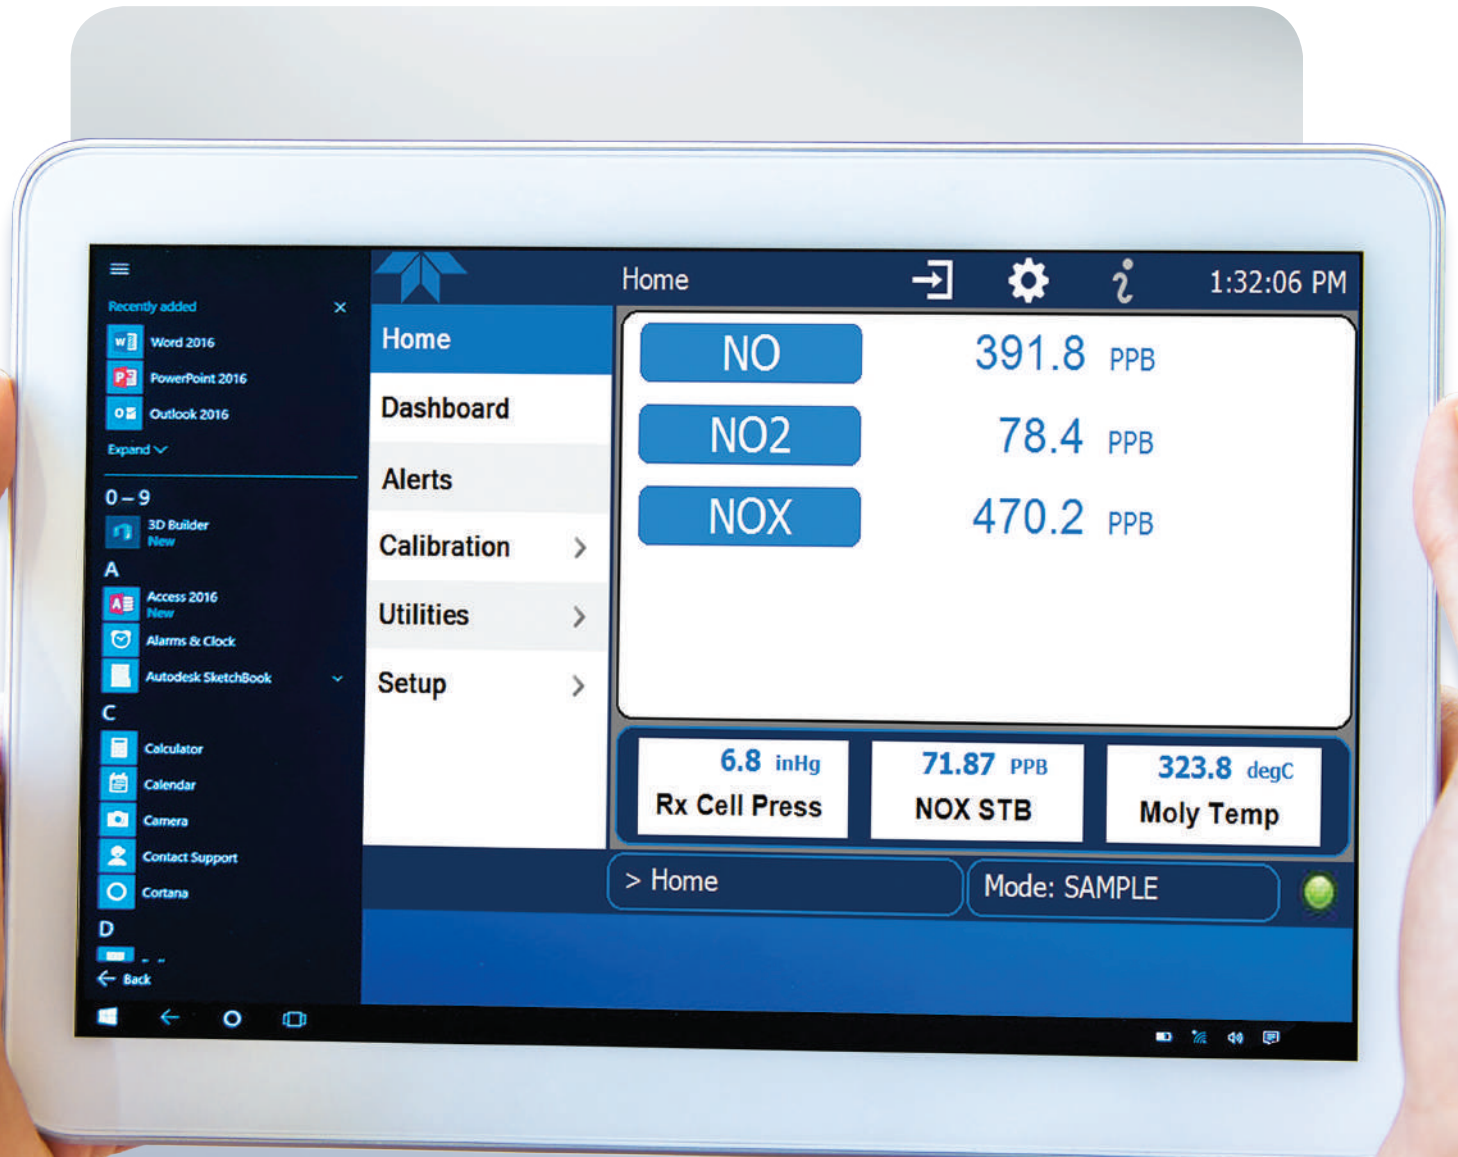 Recently added
Word 2016
PowerPoint 2016
Outlook 2016
Expand
0 – 9
3D Builder
New
A
Access 2016
New
Alarms & Clock
Autodesk SketchBook
C
Calculator
Calendar
Camera
Contact Support
Cortana
D
Back
Home
Dashboard
Alerts
Calibration
Utilities
Setup
Home
1:32:06 PM
NO 391.8 PPB
NO2 78.4 PPB
NOX 470.2 PPB
6.8 inHg
Rx Cell Press
71.87 PPB
NOX STB
323.8 degC
Moly Temp
> Home
Mode: SAMPLE